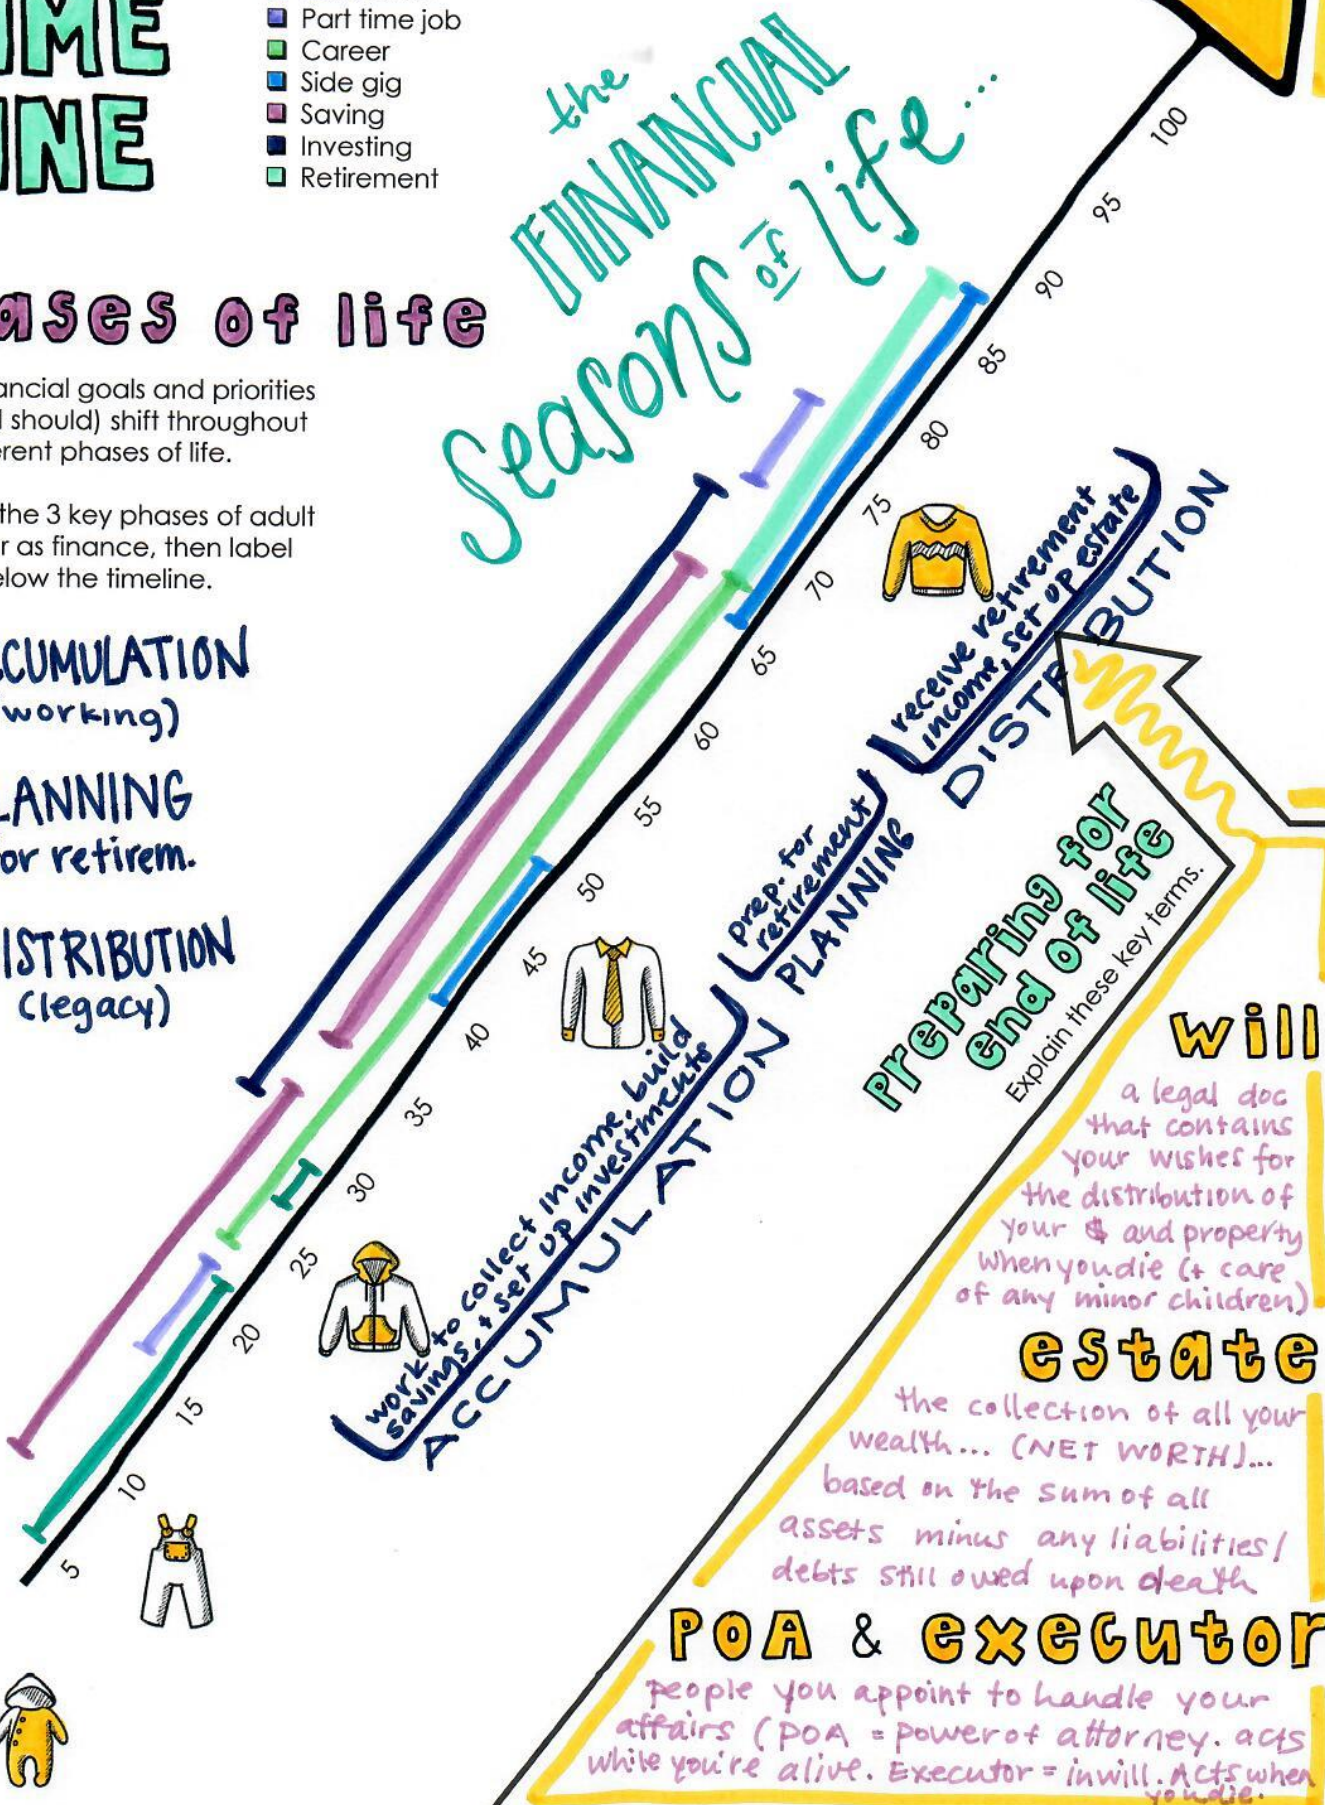 IME
INE
Part time job
Career
Side gig
Saving
Investing
Retirement
the
FINANCIAL
Seasons of Life...
ases of life
ancial goals and priorities
should) shift throughout
rent phases of life.
the 3 key phases of adult
r as finance, then label
elow the timeline.
CCUMULATION
working)
LANNING
or retirem.
ISTRIBUTION
(legacy)
100
95
90
85
80
75
70
65
60
55
50
45
40
35
30
25
20
15
10
5
receive retirement
income, set up estate
DISTRIBUTION
prep. for
retirement
PLANNING
work to collect income, build
savings, + set up investments
ACCUMULATION
preparing for
end of life
Explain these key terms.
will
a legal doc
that contains
your wishes for
the distribution of
your $ and property
when you die (+ care
of any minor children)
estate
the collection of all your
wealth... (NET WORTH)...
based on the sum of all
assets minus any liabilities/
debts still owed upon death
POA & executor
people you appoint to handle your
affairs (POA = power of attorney. acts
while you're alive. Executor = in will. Acts when
you die.